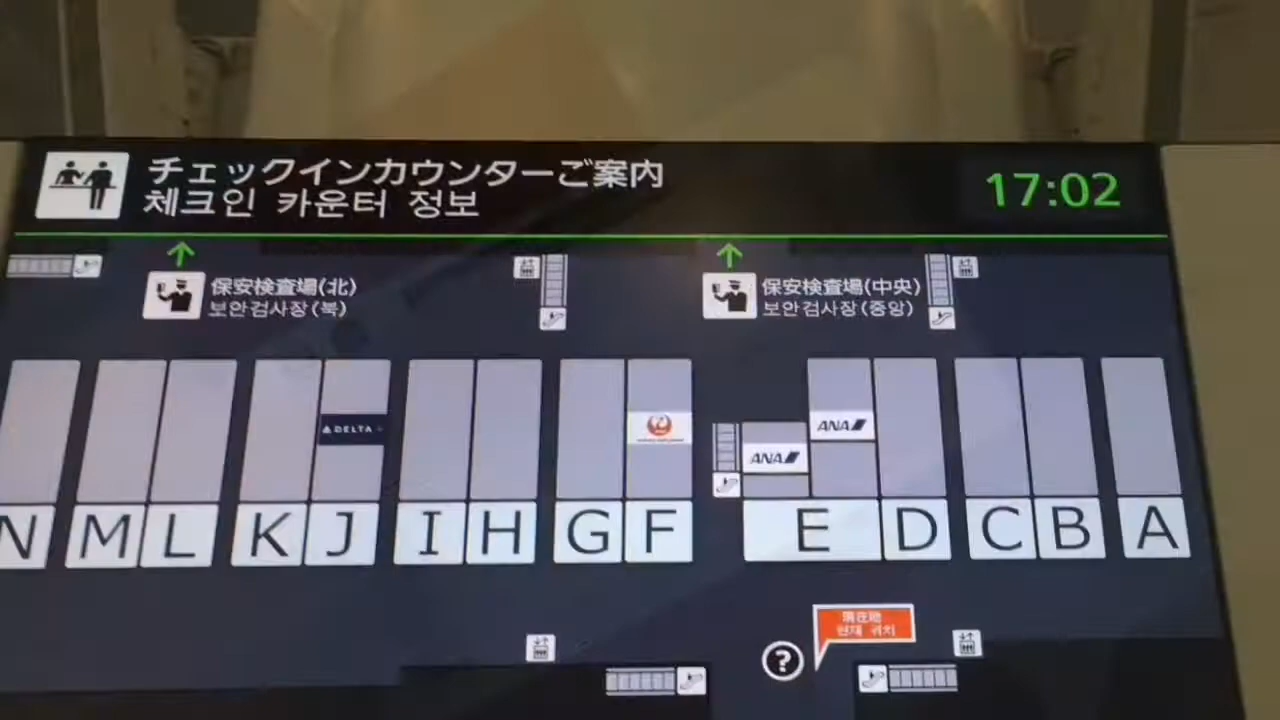 チェックインカウンターご案内
체크인 카운터 정보
17:02
保安検査場(北)
보안검사장(북)
保安検査場(中央)
보안검사장(중앙)
DELTA
ANA
ANA
N M L K J I H G F E D C B A
現在地
현재 위치
?